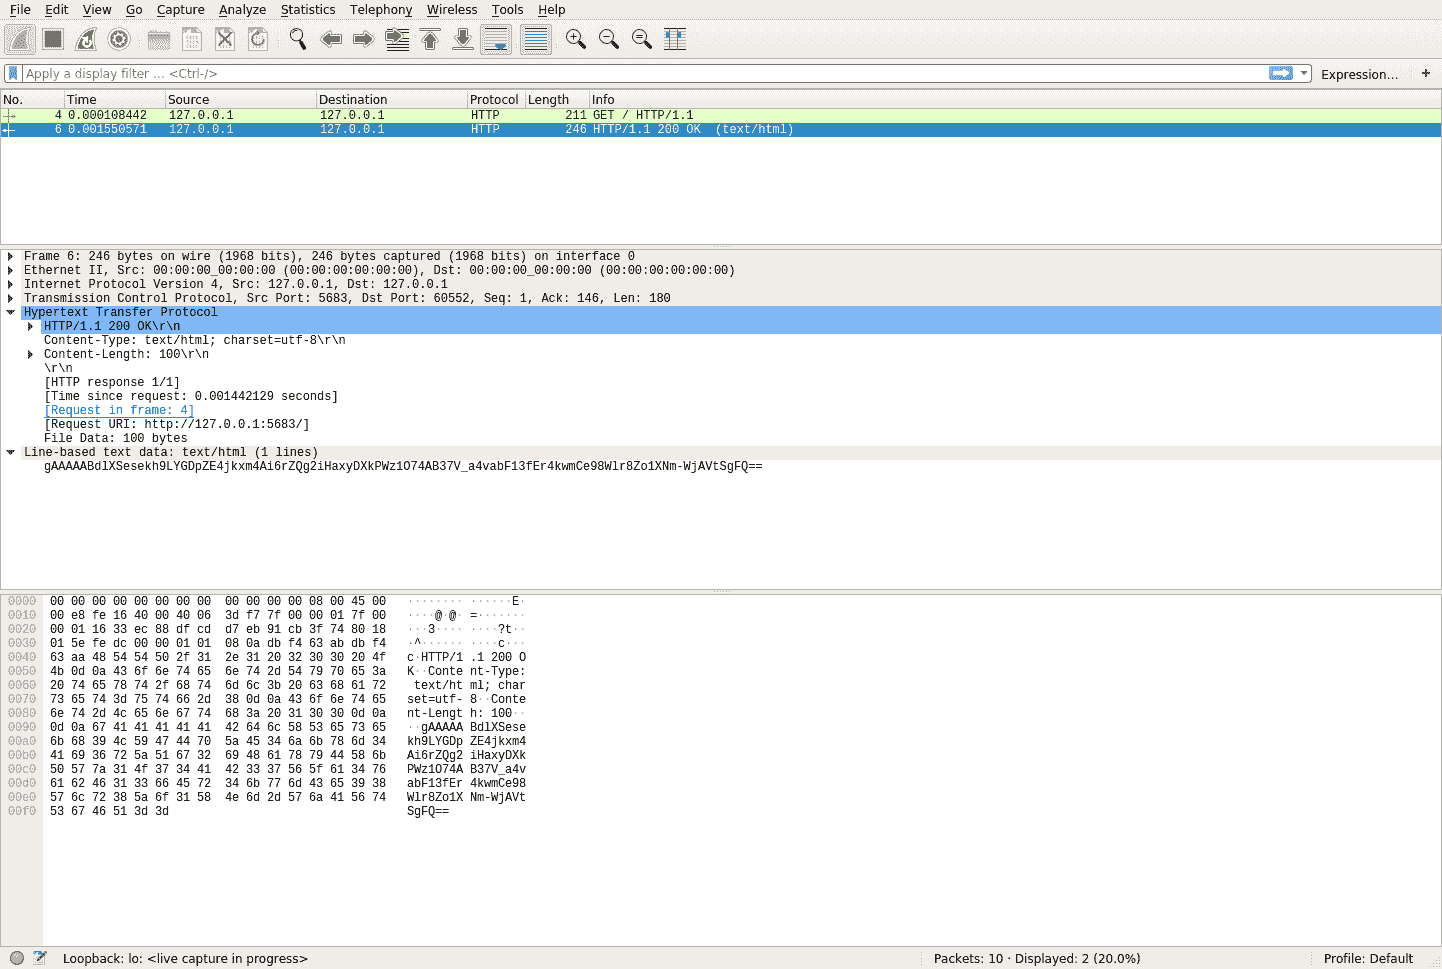 File Edit View Go Capture Analyze Statistics Telephony Wireless Tools Help
Apply a display filter ... <Ctrl-/> Expression... +
No. Time Source Destination Protocol Length Info
4 0.000108442 127.0.0.1 127.0.0.1 HTTP 211 GET / HTTP/1.1
6 0.001550571 127.0.0.1 127.0.0.1 HTTP 246 HTTP/1.1 200 OK (text/html)
Frame 6: 246 bytes on wire (1968 bits), 246 bytes captured (1968 bits) on interface 0
Ethernet II, Src: 00:00:00_00:00:00 (00:00:00:00:00:00), Dst: 00:00:00_00:00:00 (00:00:00:00:00:00)
Internet Protocol Version 4, Src: 127.0.0.1, Dst: 127.0.0.1
Transmission Control Protocol, Src Port: 5683, Dst Port: 60552, Seq: 1, Ack: 146, Len: 180
Hypertext Transfer Protocol
HTTP/1.1 200 OK\r\n
Content-Type: text/html; charset=utf-8\r\n
Content-Length: 100\r\n
\r\n
[HTTP response 1/1]
[Time since request: 0.001442129 seconds]
[Request in frame: 4]
[Request URI: http://127.0.0.1:5683/]
File Data: 100 bytes
Line-based text data: text/html (1 lines)
gAAAAABdlXSesekh9LYGDpZE4jkxm4Ai6rZQg2iHaxyDXkPWz1O74AB37V_a4vabF13fEr4kwmCe98Wlr8Zo1XNm-WjAVtSgFQ==
0000 00 00 00 00 00 00 00 00 00 00 00 00 08 00 45 00 ········ ······E·
0010 00 e8 fe 16 40 00 40 06 3d f7 7f 00 00 01 7f 00 ····@·@· =·······
0020 00 01 16 33 ec 88 df cd d7 eb 91 cb 3f 74 80 18 ···3···· ····?t··
0030 01 5e fe dc 00 00 01 01 08 0a db f4 63 ab db f4 ·^······ ····c···
0040 63 aa 48 54 54 50 2f 31 2e 31 20 32 30 30 20 4f c·HTTP/1 .1 200 O
0050 4b 0d 0a 43 6f 6e 74 65 6e 74 2d 54 79 70 65 3a K··Conte nt-Type:
0060 20 74 65 78 74 2f 68 74 6d 6c 3b 20 63 68 61 72 text/ht ml; char
0070 73 65 74 3d 75 74 66 2d 38 0d 0a 43 6f 6e 74 65 set=utf- 8··Conte
0080 6e 74 2d 4c 65 6e 67 74 68 3a 20 31 30 30 0d 0a nt-Lengt h: 100··
0090 0d 0a 67 41 41 41 41 41 42 64 6c 58 53 65 73 65 ··gAAAAA BdlXSese
00a0 6b 68 39 4c 59 47 44 70 5a 45 34 6a 6b 78 6d 34 kh9LYGDp ZE4jkxm4
00b0 41 69 36 72 5a 51 67 32 69 48 61 78 79 44 58 6b Ai6rZQg2 iHaxyDXk
00c0 50 57 7a 31 4f 37 34 41 42 33 37 56 5f 61 34 76 PWz1O74A B37V_a4v
00d0 61 62 46 31 33 66 45 72 34 6b 77 6d 43 65 39 38 abF13fEr 4kwmCe98
00e0 57 6c 72 38 5a 6f 31 58 4e 6d 2d 57 6a 41 56 74 Wlr8Zo1X Nm-WjAVt
00f0 53 67 46 51 3d 3d SgFQ==
Loopback: lo: <live capture in progress> Packets: 10 · Displayed: 2 (20.0%) Profile: Default